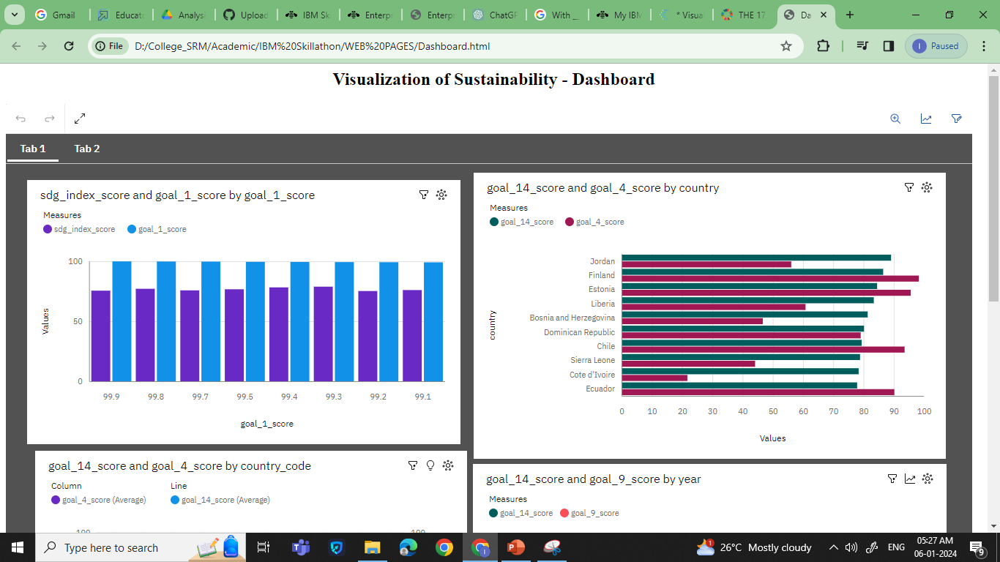 Gmail Educat Analysi Upload IBM Sk Enterp Enterp ChatGP With _ My IBM * Visua THE 17 Da
File D:/College_SRM/Academic/IBM%20Skillathon/WEB%20PAGES/Dashboard.html I Paused
Visualization of Sustainability - Dashboard
Tab 1 Tab 2
sdg_index_score and goal_1_score by goal_1_score
Measures
sdg_index_score goal_1_score
100
50
0
Values
99.9 99.8 99.7 99.5 99.4 99.3 99.2 99.1
goal_1_score
goal_14_score and goal_4_score by country
Measures
goal_14_score goal_4_score
country
Jordan
Finland
Estonia
Liberia
Bosnia and Herzegovina
Dominican Republic
Chile
Sierra Leone
Cote d'Ivoire
Ecuador
0 10 20 30 40 50 60 70 80 90 100
Values
goal_14_score and goal_4_score by country_code
Column Line
goal_4_score (Average) goal_14_score (Average)
100 100
goal_14_score and goal_9_score by year
Measures
goal_14_score goal_9_score
Type here to search
26°C Mostly cloudy
ENG
05:27 AM
06-01-2024
9